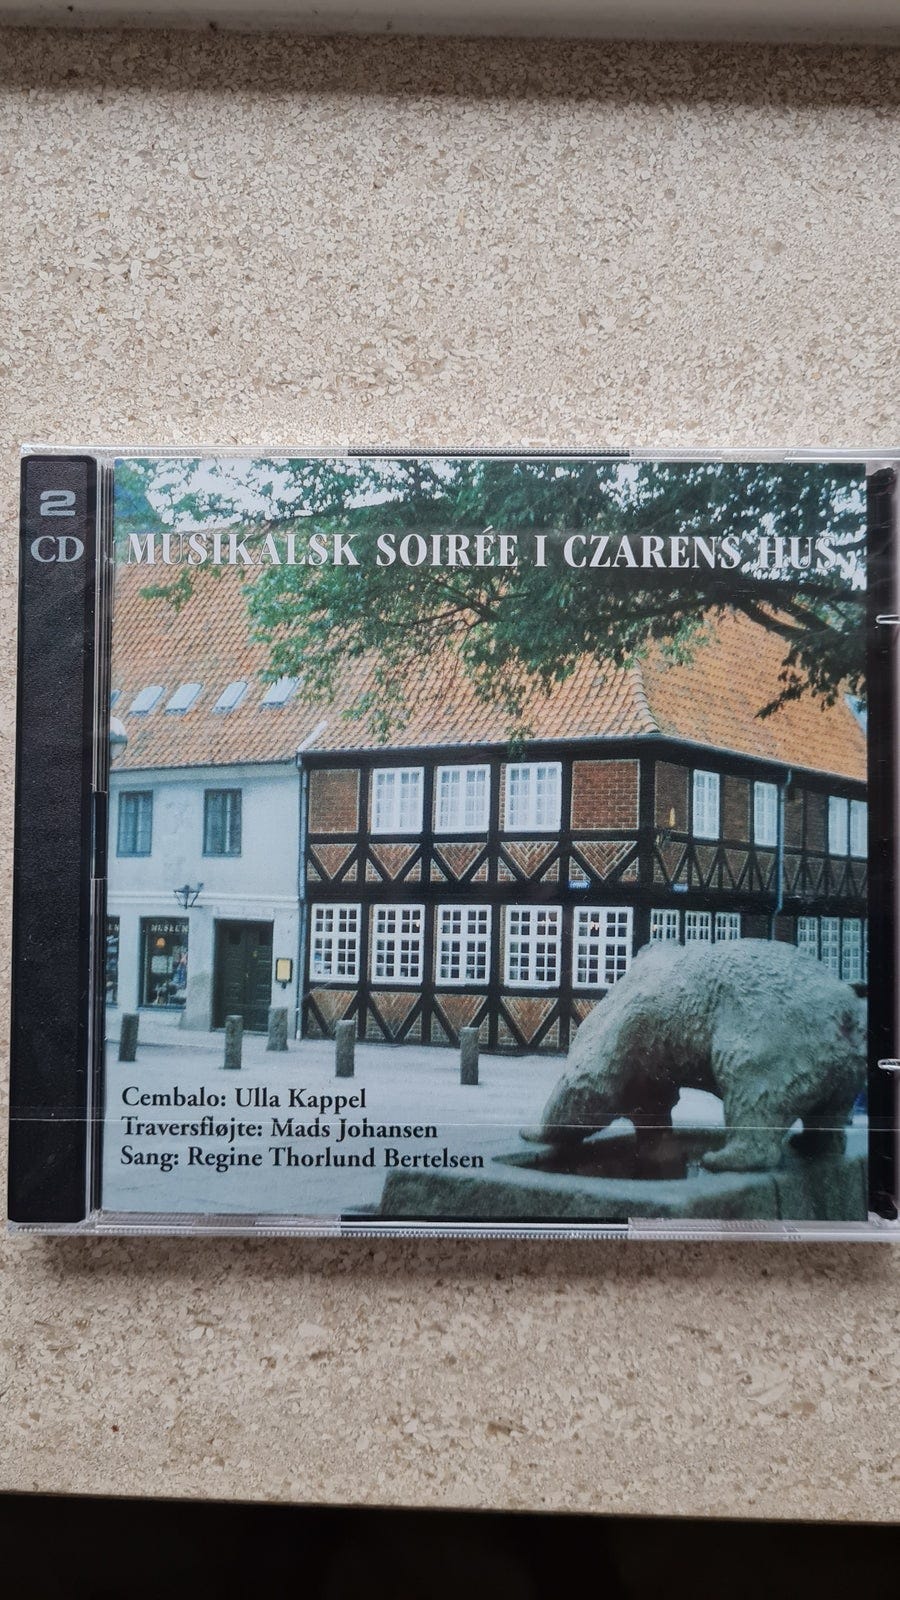 2
CD
MUSIKALSK SOIRÉE I CZARENS HUS
MUSEUM
Cembalo: Ulla Kappel
Traversfløjte: Mads Johansen
Sang: Regine Thorlund Bertelsen